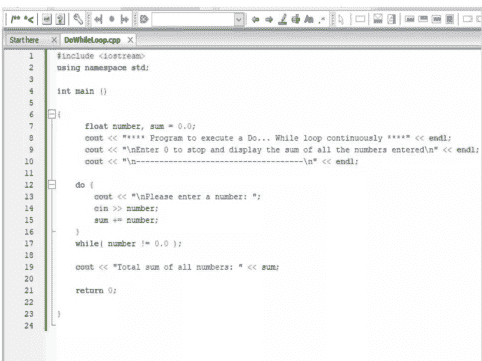 Start here
DoWhileLoop.cpp
1 #include <iostream>
2 using namespace std;
3
4 int main ()
5
6 {
7 float number, sum = 0.0;
8 cout << "**** Program to execute a Do... While loop continuously ****" << endl;
9 cout << "\nEnter 0 to stop and display the sum of all the numbers entered\n" << endl;
10 cout << "\n-----------------------------------\n" << endl;
11
12 do {
13 cout << "\nPlease enter a number: ";
14 cin >> number;
15 sum += number;
16 }
17 while( number != 0.0 );
18
19 cout << "Total sum of all numbers: " << sum;
20
21 return 0;
22
23 }
24